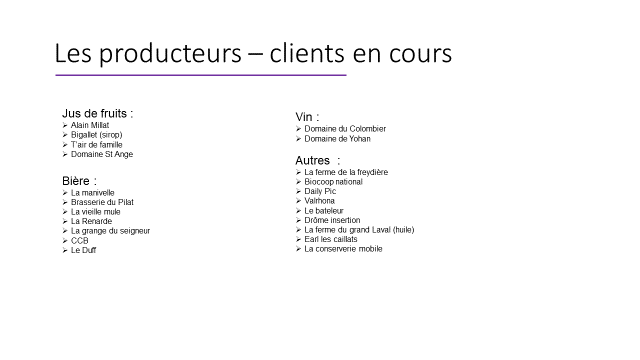 Les producteurs – clients en cours
Jus de fruits :
➢ Alain Millat
➢ Bigallet (sirop)
➢ T'air de famille
➢ Domaine St Ange
Bière :
➢ La manivelle
➢ Brasserie du Pilat
➢ La vieille mule
➢ La Renarde
➢ La grange du seigneur
➢ CCB
➢ Le Duff
Vin :
➢ Domaine du Colombier
➢ Domaine de Yohan
Autres :
➢ La ferme de la freydière
➢ Biocoop national
➢ Daily Pic
➢ Valrhona
➢ Le bateleur
➢ Drôme insertion
➢ La ferme du grand Laval (huile)
➢ Earl les caillats
➢ La conserverie mobile